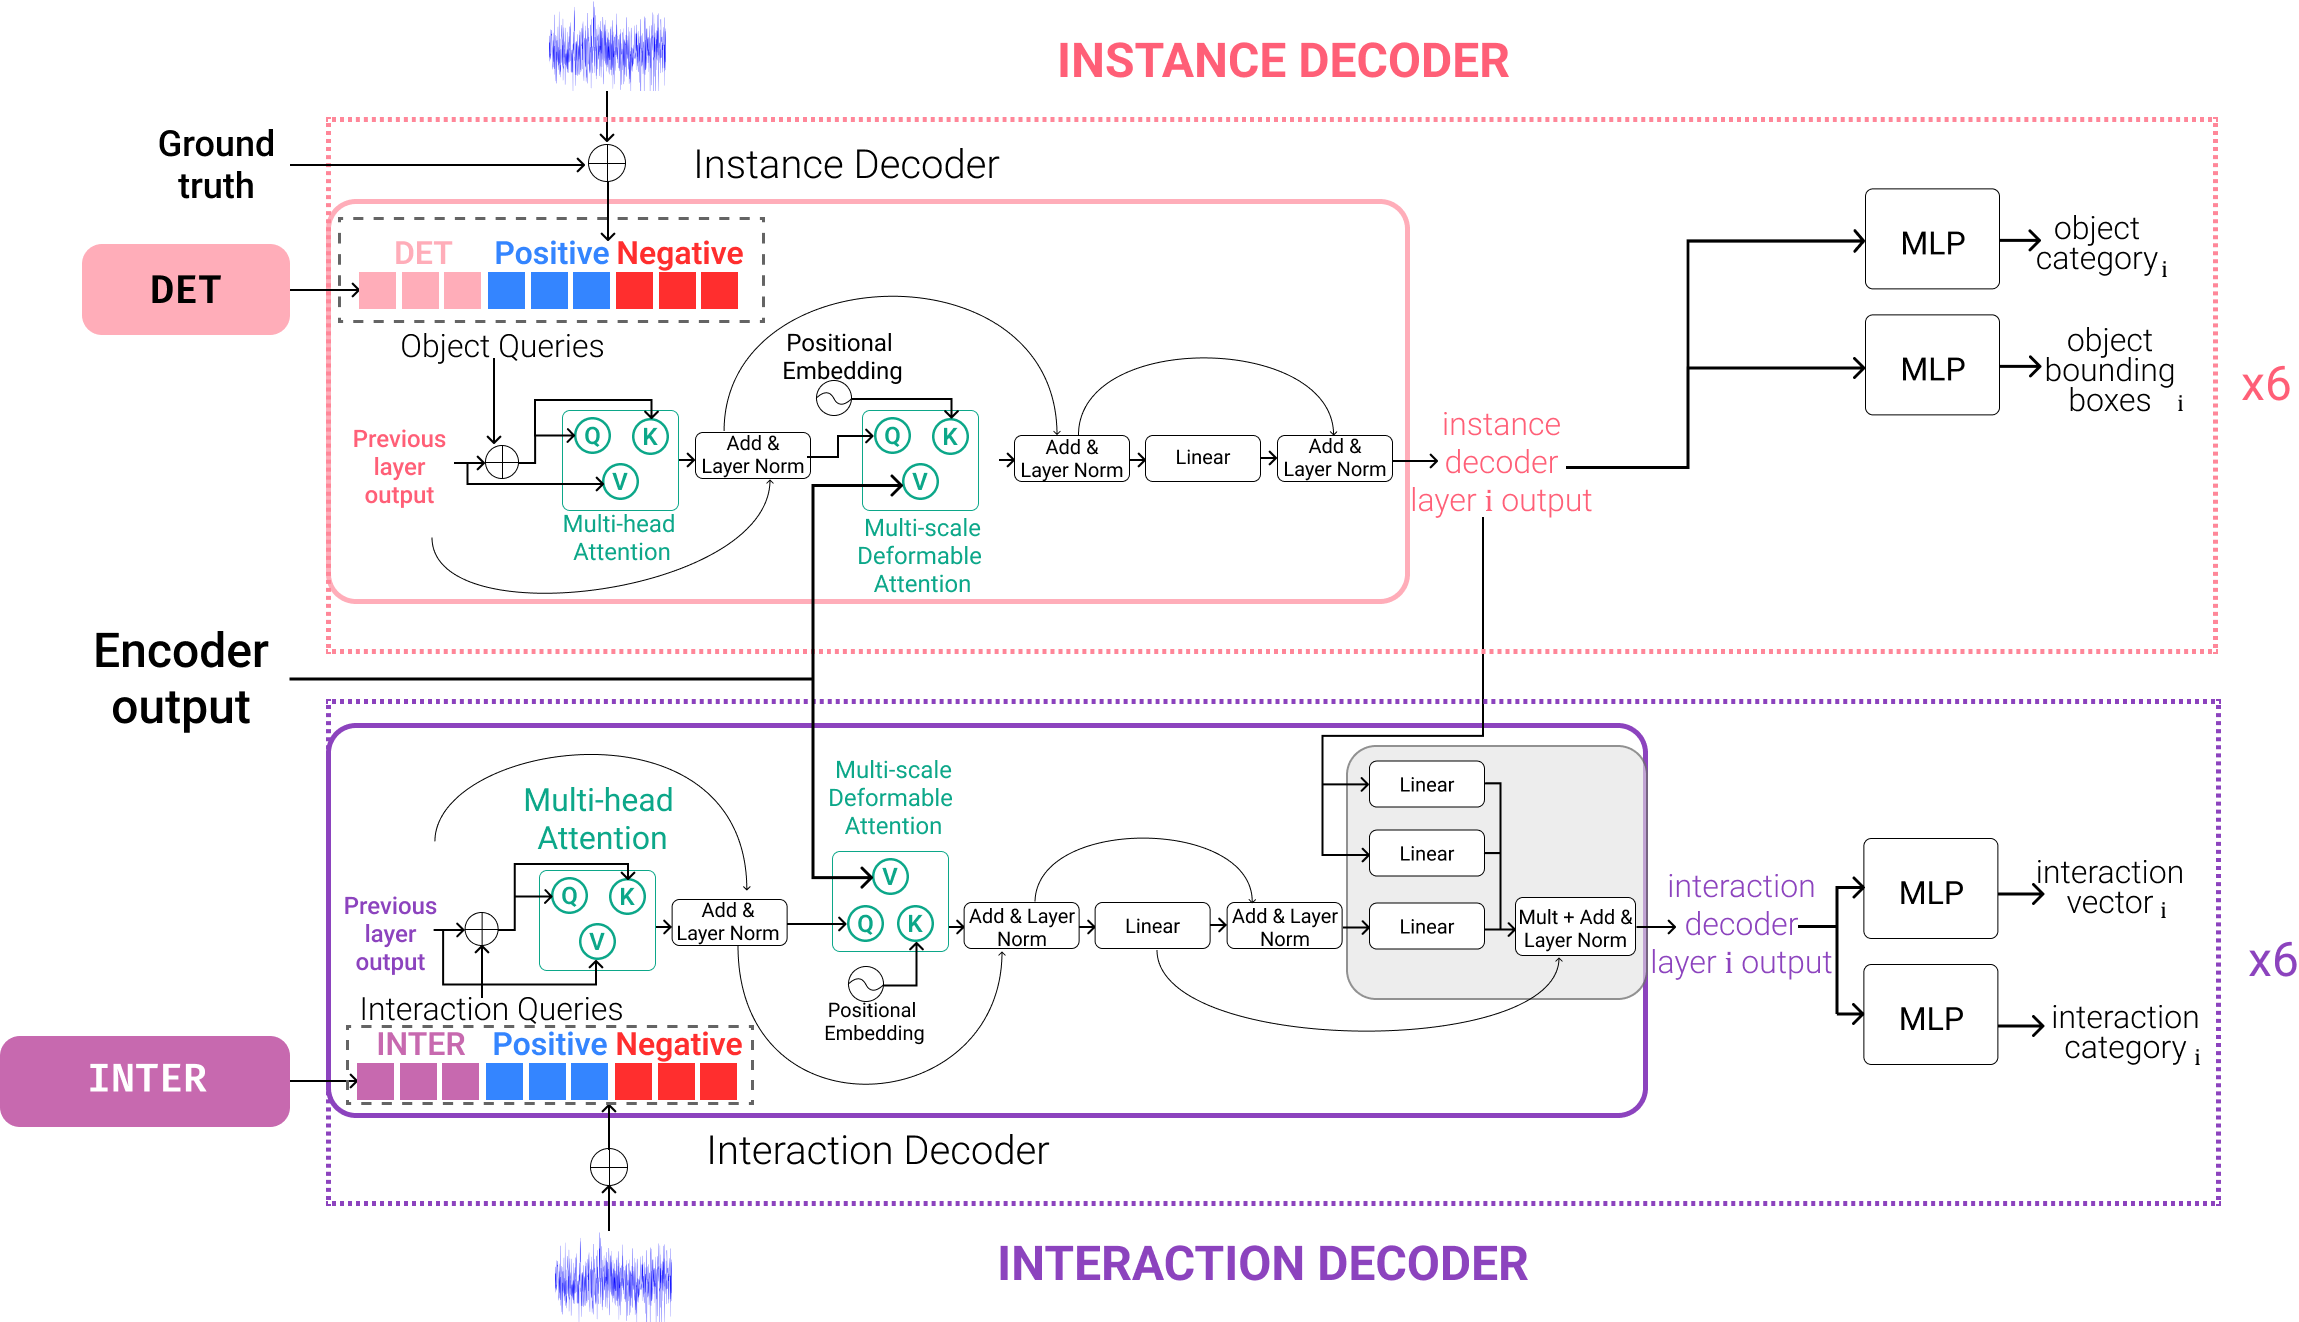 INSTANCE DECODER
Ground
truth
Instance Decoder
DET
DET
Positive
Negative
Object Queries
Previous
layer
output
Q
K
V
Multi-head
Attention
Add &
Layer Norm
Positional
Embedding
Q
K
V
Multi-scale
Deformable
Attention
Add &
Layer Norm
Linear
Add &
Layer Norm
instance
decoder
layer i output
MLP
object
category i
MLP
object
bounding
boxes i
x6
Encoder
output
Multi-head
Attention
Previous
layer
output
Q
K
V
Interaction Queries
INTER
INTER
Positive
Negative
Add &
Layer Norm
Multi-scale
Deformable
Attention
V
Q
K
Positional
Embedding
Add & Layer
Norm
Linear
Add & Layer
Norm
Linear
Linear
Linear
Mult + Add &
Layer Norm
interaction
decoder
layer i output
MLP
interaction
vector i
MLP
interaction
category i
x6
Interaction Decoder
INTERACTION DECODER